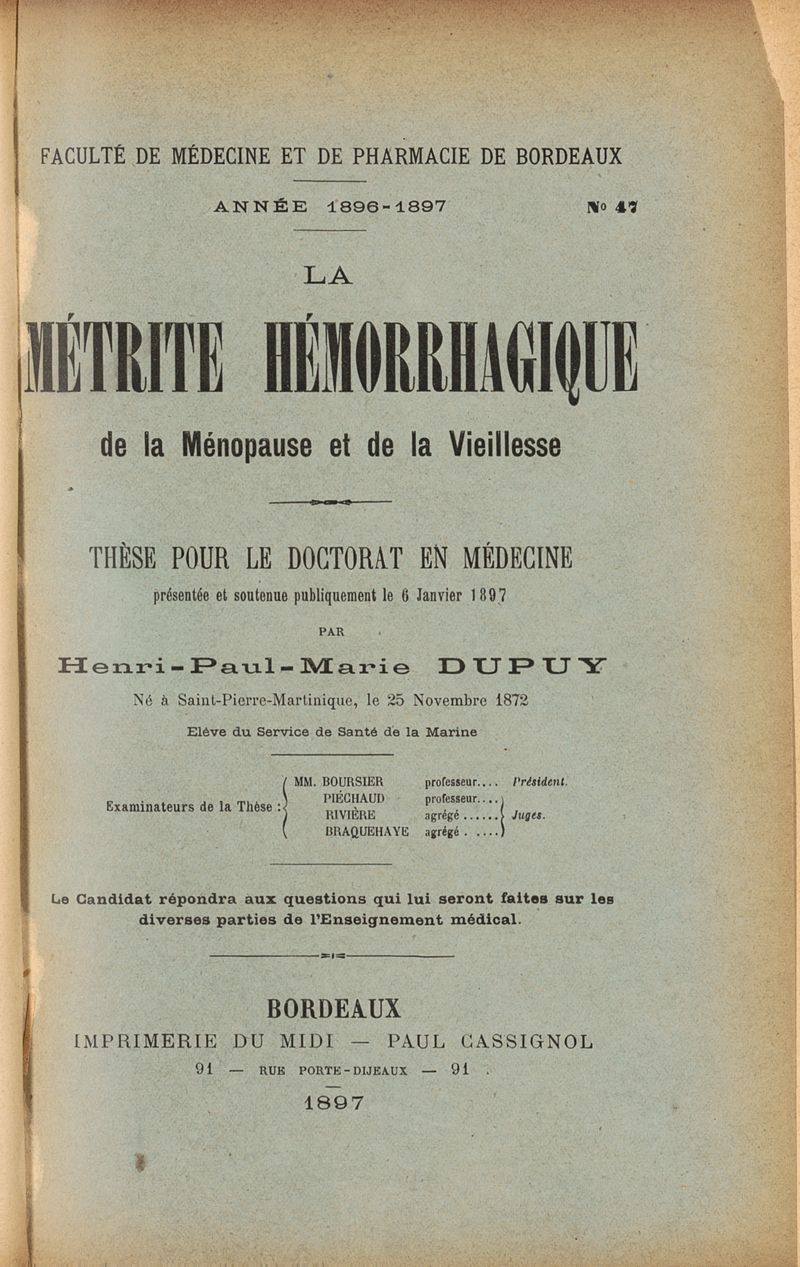 FACULTÉ DE MÉDECINE ET DE PHARMACIE DE BORDEAUX
ANNÉE 1896-1897 No 47
LA
MÉTRITE HÉMORRHAGIQUE
de la Ménopause et de la Vieillesse
THÈSE POUR LE DOCTORAT EN MÉDECINE
présentée et soutenue publiquement le 6 Janvier 1897
PAR
Henri-Paul-Marie DUPUY
Né à Saint-Pierre-Martinique, le 25 Novembre 1872
Elève du Service de Santé de la Marine
Examinateurs de la Thèse :
MM. BOURSIER professeur.... Président.
PIÉCHAUD professeur....
RIVIÈRE agrégé ...... Juges.
BRAQUEHAYE agrégé . ....
Le Candidat répondra aux questions qui lui seront faites sur les
diverses parties de l'Enseignement médical.
BORDEAUX
IMPRIMERIE DU MIDI — PAUL CASSIGNOL
91 — RUE PORTE-DIJEAUX — 91
1897